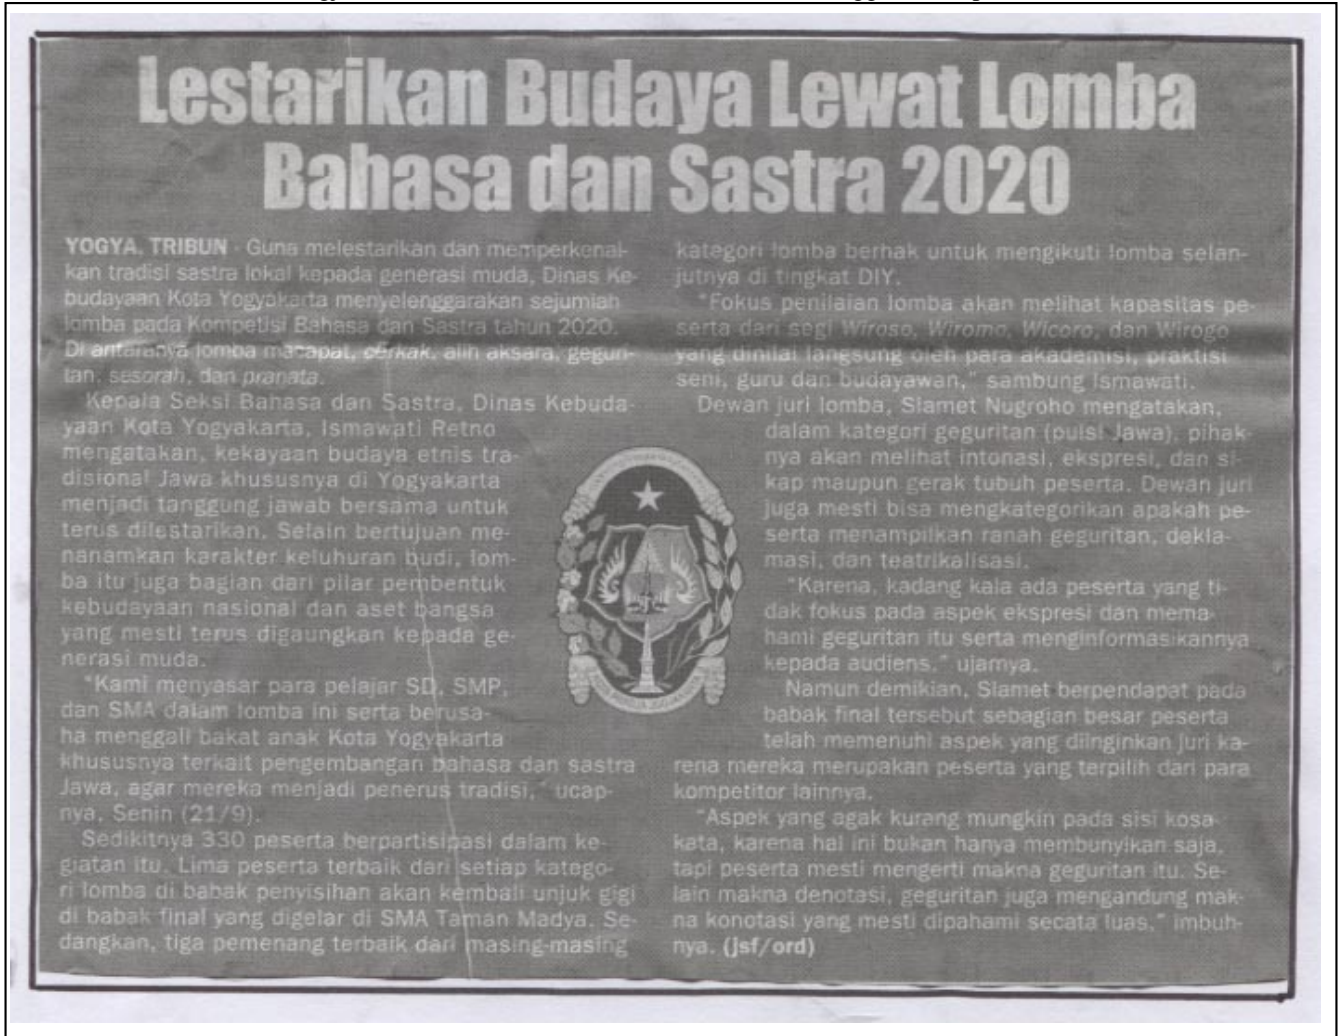 Lestarikan Budaya Lewat Lomba
Bahasa dan Sastra 2020
YOGYA, TRIBUN - Guna melestarikan dan memperkenal-
kan tradisi sastra lokal kepada generasi muda, Dinas Ke-
budayaan Kota Yogyakarta menyelenggarakan sejumlah
lomba pada Kompetisi Bahasa dan Sastra tahun 2020.
Di antaranya lomba macapat, cerkak, alih aksara, geguri-
tan, sesorah, dan pranata.
Kepala Seksi Bahasa dan Sastra, Dinas Kebuda-
yaan Kota Yogyakarta, Ismawati Retno
mengatakan, kekayaan budaya etnis tra-
disional Jawa khususnya di Yogyakarta
menjadi tanggung jawab bersama untuk
terus dilestarikan. Selain bertujuan me-
nanamkan karakter keluhuran budi, lom-
ba itu juga bagian dari pilar pembentuk
kebudayaan nasional dan aset bangsa
yang mesti terus digaungkan kepada ge-
nerasi muda.
"Kami menyasar para pelajar SD, SMP,
dan SMA dalam lomba ini serta berusa-
ha menggali bakat anak Kota Yogyakarta
khususnya terkait pengembangan bahasa dan sastra
Jawa, agar mereka menjadi penerus tradisi," ucap-
nya, Senin (21/9).
Sedikitnya 330 peserta berpartisipasi dalam ke-
giatan itu. Lima peserta terbaik dari setiap katego-
ri lomba di babak penyisihan akan kembali unjuk gigi
di babak final yang digelar di SMA Taman Madya. Se-
dangkan, tiga pemenang terbaik dari masing-masing
kategori lomba berhak untuk mengikuti lomba selan-
jutnya di tingkat DIY.
"Fokus penilaian lomba akan melihat kapasitas pe-
serta dari segi Wiroso, Wiromo, Wicoro, dan Wirogo
yang dinilai langsung oleh para akademisi, praktisi
seni, guru dan budayawan," sambung Ismawati.
Dewan juri lomba, Slamet Nugroho mengatakan,
dalam kategori geguritan (puisi Jawa), pihak-
nya akan melihat intonasi, ekspresi, dan si-
kap maupun gerak tubuh peserta. Dewan juri
juga mesti bisa mengkategorikan apakah pe-
serta menampilkan ranah geguritan, dekla-
masi, dan teatrikalisasi.
"Karena, kadang kala ada peserta yang ti-
dak fokus pada aspek ekspresi dan mema-
hami geguritan itu serta menginformasikannya
kepada audiens," ujarnya.
Namun demikian, Slamet berpendapat pada
babak final tersebut sebagian besar peserta
telah memenuhi aspek yang diinginkan juri ka-
rena mereka merupakan peserta yang terpilih dari para
kompetitor lainnya.
"Aspek yang agak kurang mungkin pada sisi kosa-
kata, karena hal ini bukan hanya membunyikan saja,
tapi peserta mesti mengerti makna geguritan itu. Se-
lain makna denotasi, geguritan juga mengandung mak-
na konotasi yang mesti dipahami secata luas," imbuh-
nya. (jsf/ord)